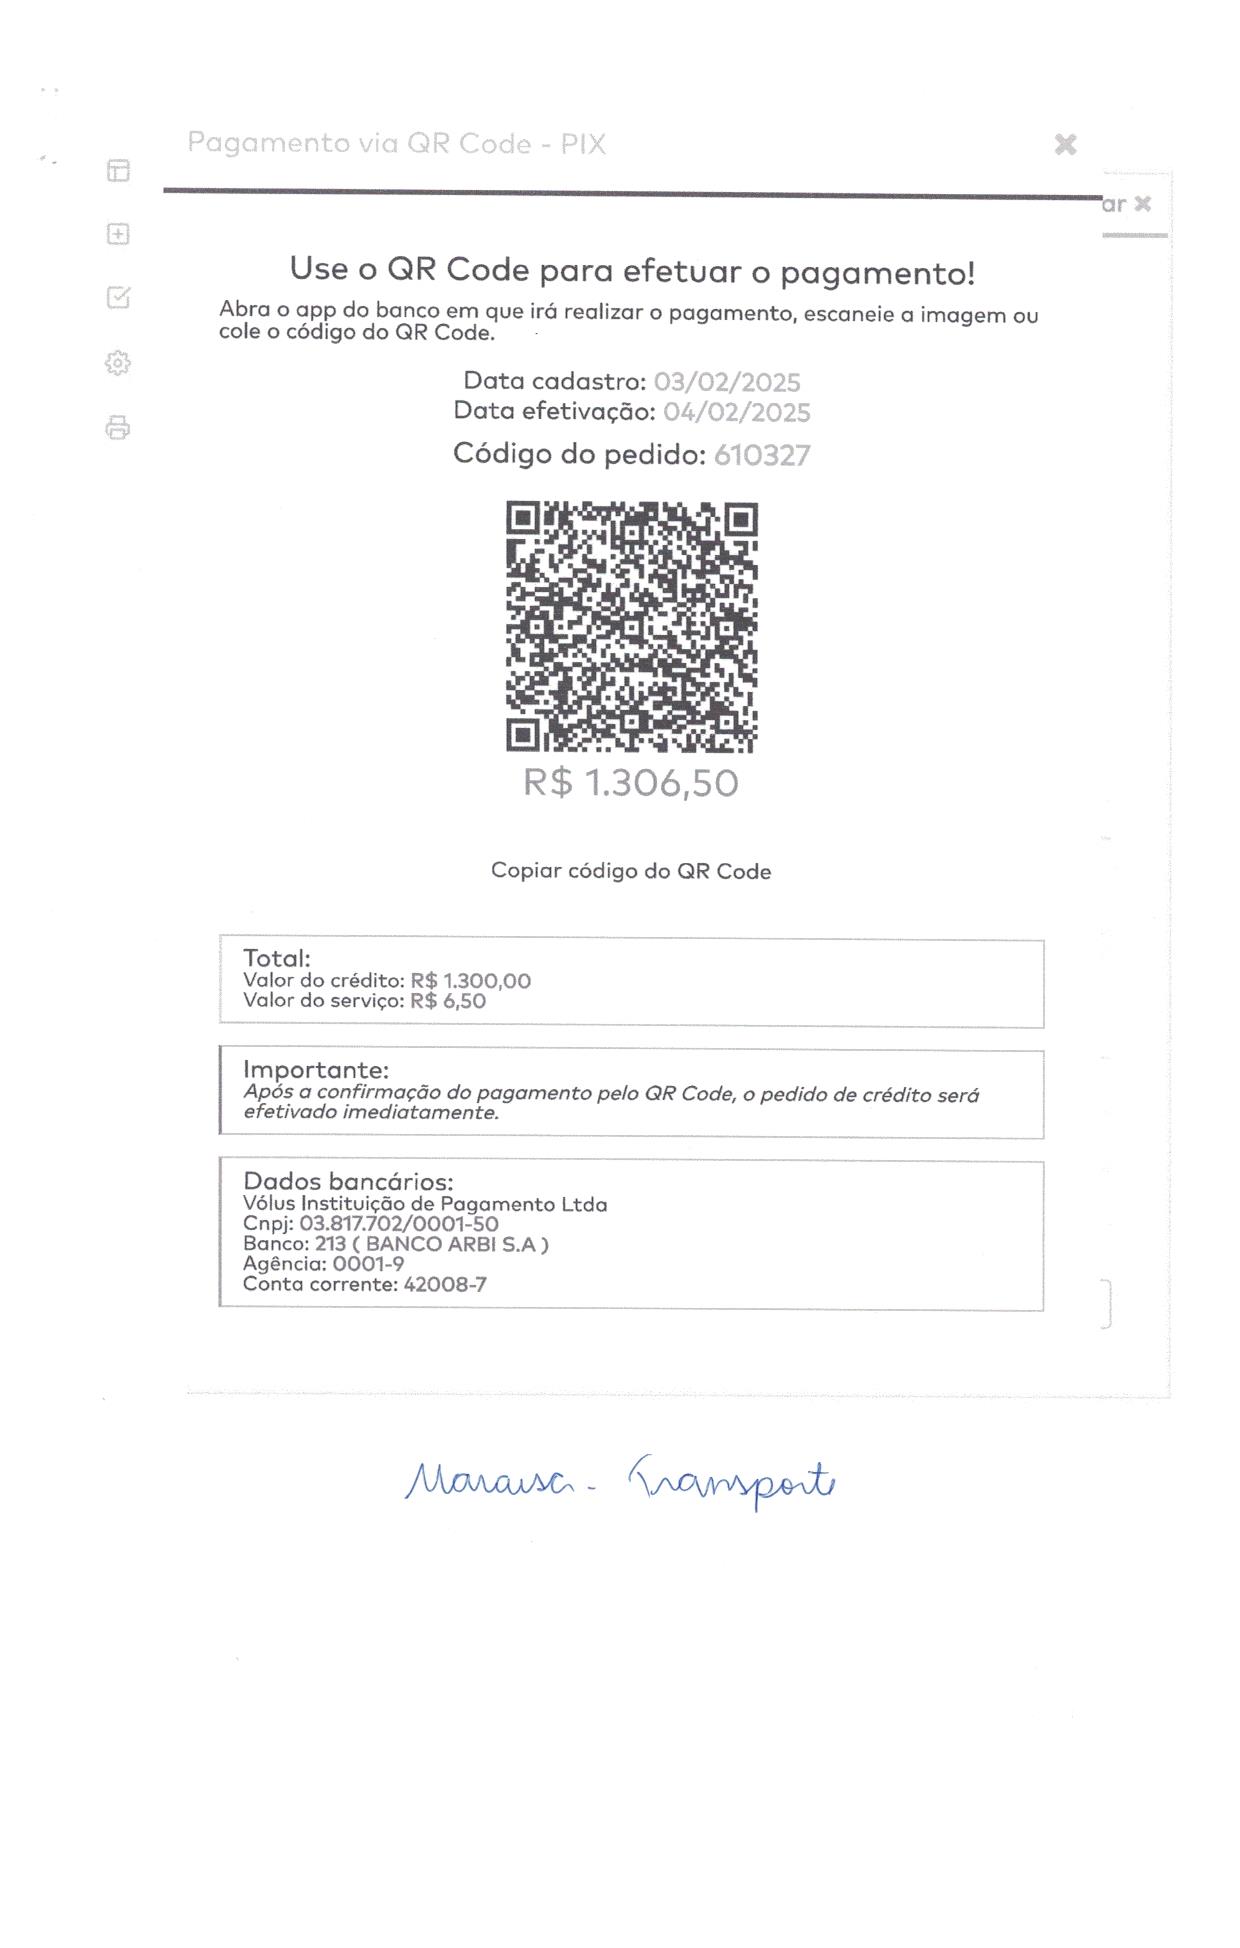 Pagamento via QR Code - PIX
ar
Use o QR Code para efetuar o pagamento!
Abra o app do banco em que irá realizar o pagamento, escaneie a imagem ou
cole o código do QR Code.
Data cadastro: 03/02/2025
Data efetivação: 04/02/2025
Código do pedido: 610327
R$ 1.306,50
Copiar código do QR Code
Total:
Valor do crédito: R$ 1.300,00
Valor do serviço: R$ 6,50
Importante:
Após a confirmação do pagamento pelo QR Code, o pedido de crédito será
efetivado imediatamente.
Dados bancários:
Vólus Instituição de Pagamento Ltda
Cnpj: 03.817.702/0001-50
Banco: 213 ( BANCO ARBI S.A )
Agência: 0001-9
Conta corrente: 42008-7
Maraisa - Transporte